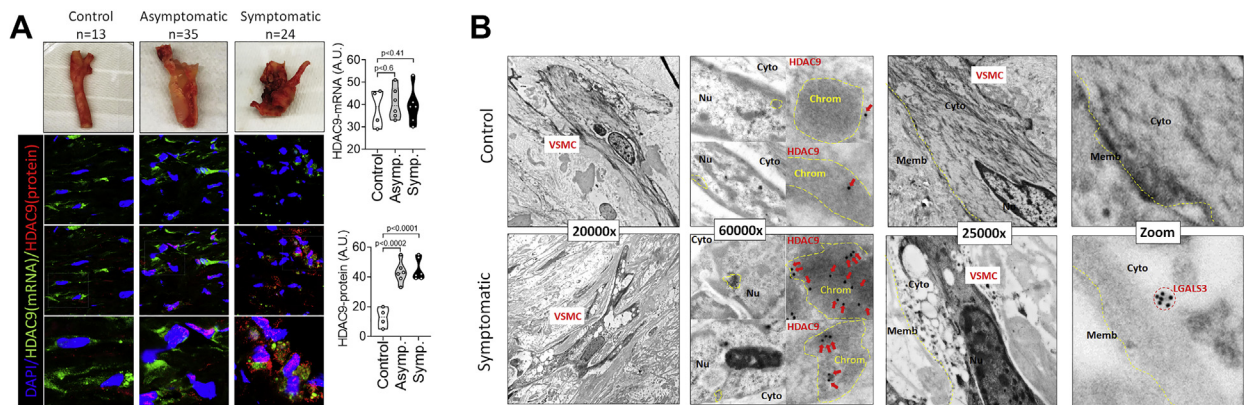 A
Control
n=13
Asymptomatic
n=35
Symptomatic
n=24
DAPI/HDAC9(mRNA)/HDAC9(protein)
HDAC9-mRNA (A.U.)
p<0.41
p<0.6
60
50
40
30
20
Control
Asymp.
Symp.
HDAC9-protein (A.U.)
p<0.0001
p<0.0002
60
40
20
0
Control
Asymp.
Symp.
B
Control
Symptomatic
VSMC
20000x
VSMC
Cyto
Nu
HDAC9
Chrom
Cyto
Nu
HDAC9
Chrom
60000x
Cyto
Nu
HDAC9
Chrom
Nu
Cyto
HDAC9
Chrom
VSMC
Cyto
Memb
Nu
25000x
VSMC
Cyto
Memb
Nu
Cyto
Memb
Zoom
Cyto
LGALS3
Memb